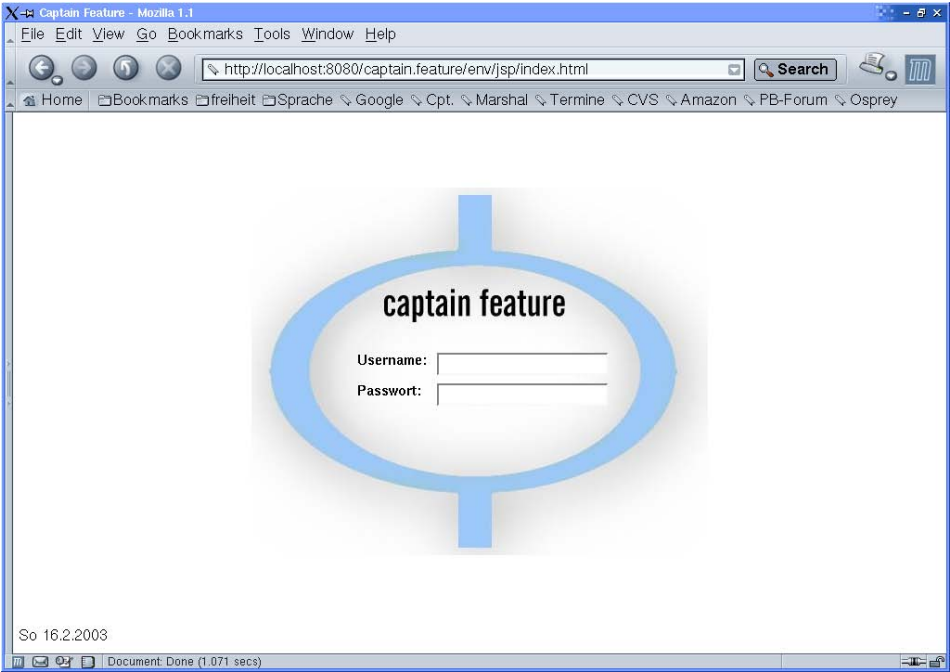 Captain Feature - Mozilla 1.1
File Edit View Go Bookmarks Tools Window Help
http://localhost:8080/captain.feature/env/jsp/index.html Search
Home Bookmarks freiheit Sprache Google Cpt. Marshal Termine CVS Amazon PB-Forum Osprey
captain feature
Username:
Passwort:
So 16.2.2003
Document: Done (1.071 secs)